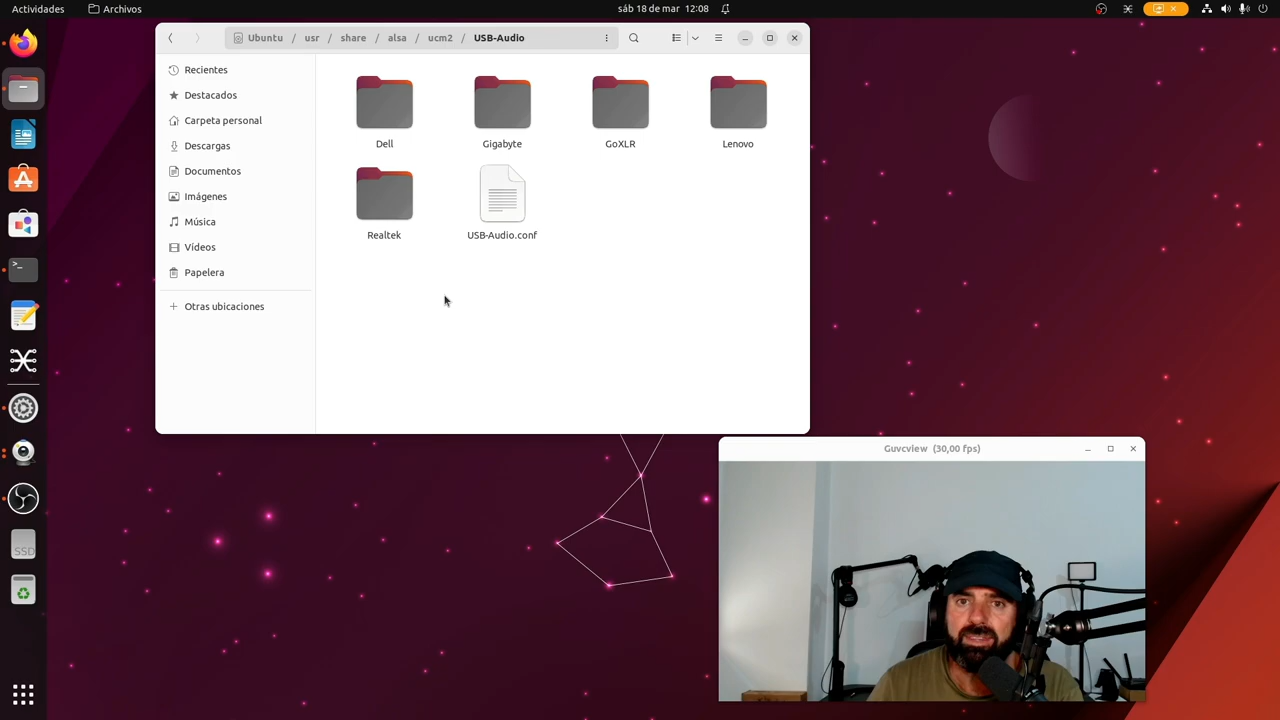 Actividades
Archivos
sáb 18 de mar 12:08
Ubuntu / usr / share / alsa / ucm2 / USB-Audio
Recientes
Destacados
Carpeta personal
Descargas
Documentos
Imágenes
Música
Vídeos
Papelera
Otras ubicaciones
Dell
Gigabyte
GoXLR
Lenovo
Realtek
USB-Audio.conf
Guvcview (30,00 fps)
SSD